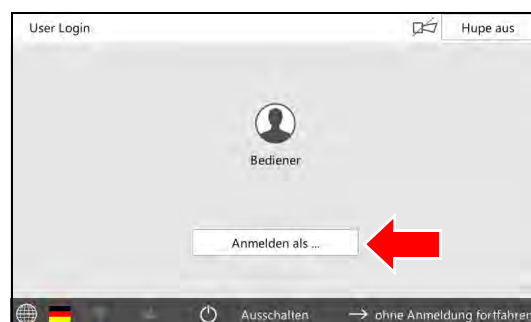 User Login
Hupe aus
Bediener
Anmelden als ...
Ausschalten
→ ohne Anmeldung fortfahren